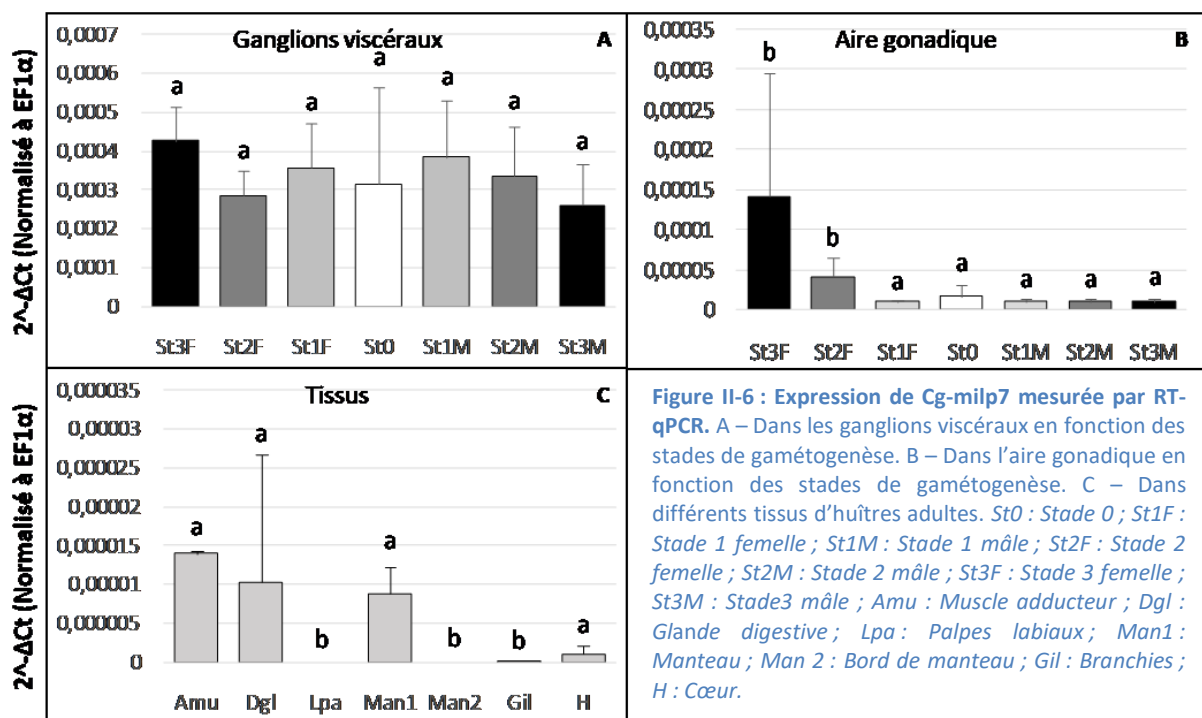 Ganglions viscéraux A
2^-ΔCt (Normalisé à EF1α)
0,0007
0,0006
0,0005
0,0004
0,0003
0,0002
0,0001
0
a a a a a a a
St3F St2F St1F St0 St1M St2M St3M
Aire gonadique B
0,00035
0,0003
0,00025
0,0002
0,00015
0,0001
0,00005
0
b b a a a a a
St3F St2F St1F St0 St1M St2M St3M
Tissus C
2^-ΔCt (Normalisé à EF1α)
0,000035
0,00003
0,000025
0,00002
0,000015
0,00001
0,000005
0
a a b a b b a
Amu Dgl Lpa Man1 Man2 Gil H
Figure II-6 : Expression de Cg-milp7 mesurée par RT-
qPCR. A – Dans les ganglions viscéraux en fonction des
stades de gamétogenèse. B – Dans l’aire gonadique en
fonction des stades de gamétogenèse. C – Dans
différents tissus d’huîtres adultes. St0 : Stade 0 ; St1F :
Stade 1 femelle ; St1M : Stade 1 mâle ; St2F : Stade 2
femelle ; St2M : Stade 2 mâle ; St3F : Stade 3 femelle ;
St3M : Stade3 mâle ; Amu : Muscle adducteur ; Dgl :
Glande digestive ; Lpa : Palpes labiaux ; Man1 :
Manteau ; Man 2 : Bord de manteau ; Gil : Branchies ;
H : Cœur.